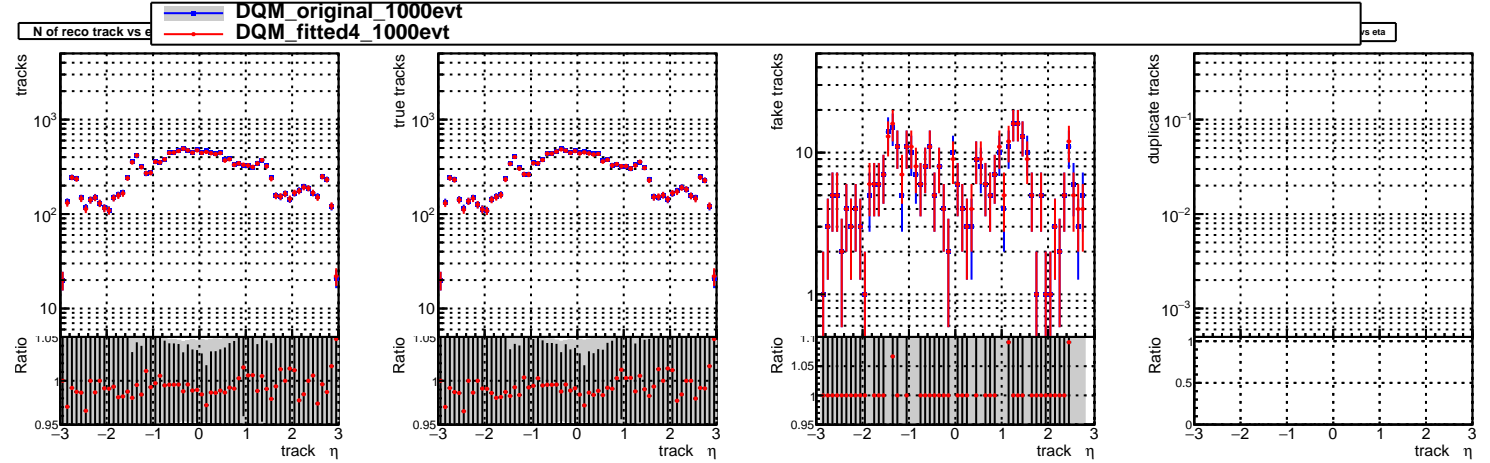 DQM_original_1000evt
DQM_fitted4_1000evt
N of reco track vs e
vs eta
tracks
10³
10²
10
Ratio
1.05
1
0.95
−3 −2 −1 0 1 2 3
track η
true tracks
10³
10²
10
Ratio
1.05
1
0.95
−3 −2 −1 0 1 2 3
track η
fake tracks
10
1
Ratio
1.1
1.05
1
0.95
−3 −2 −1 0 1 2 3
track η
duplicate tracks
10⁻¹
10⁻²
10⁻³
Ratio
1
0.5
0
−3 −2 −1 0 1 2 3
track η